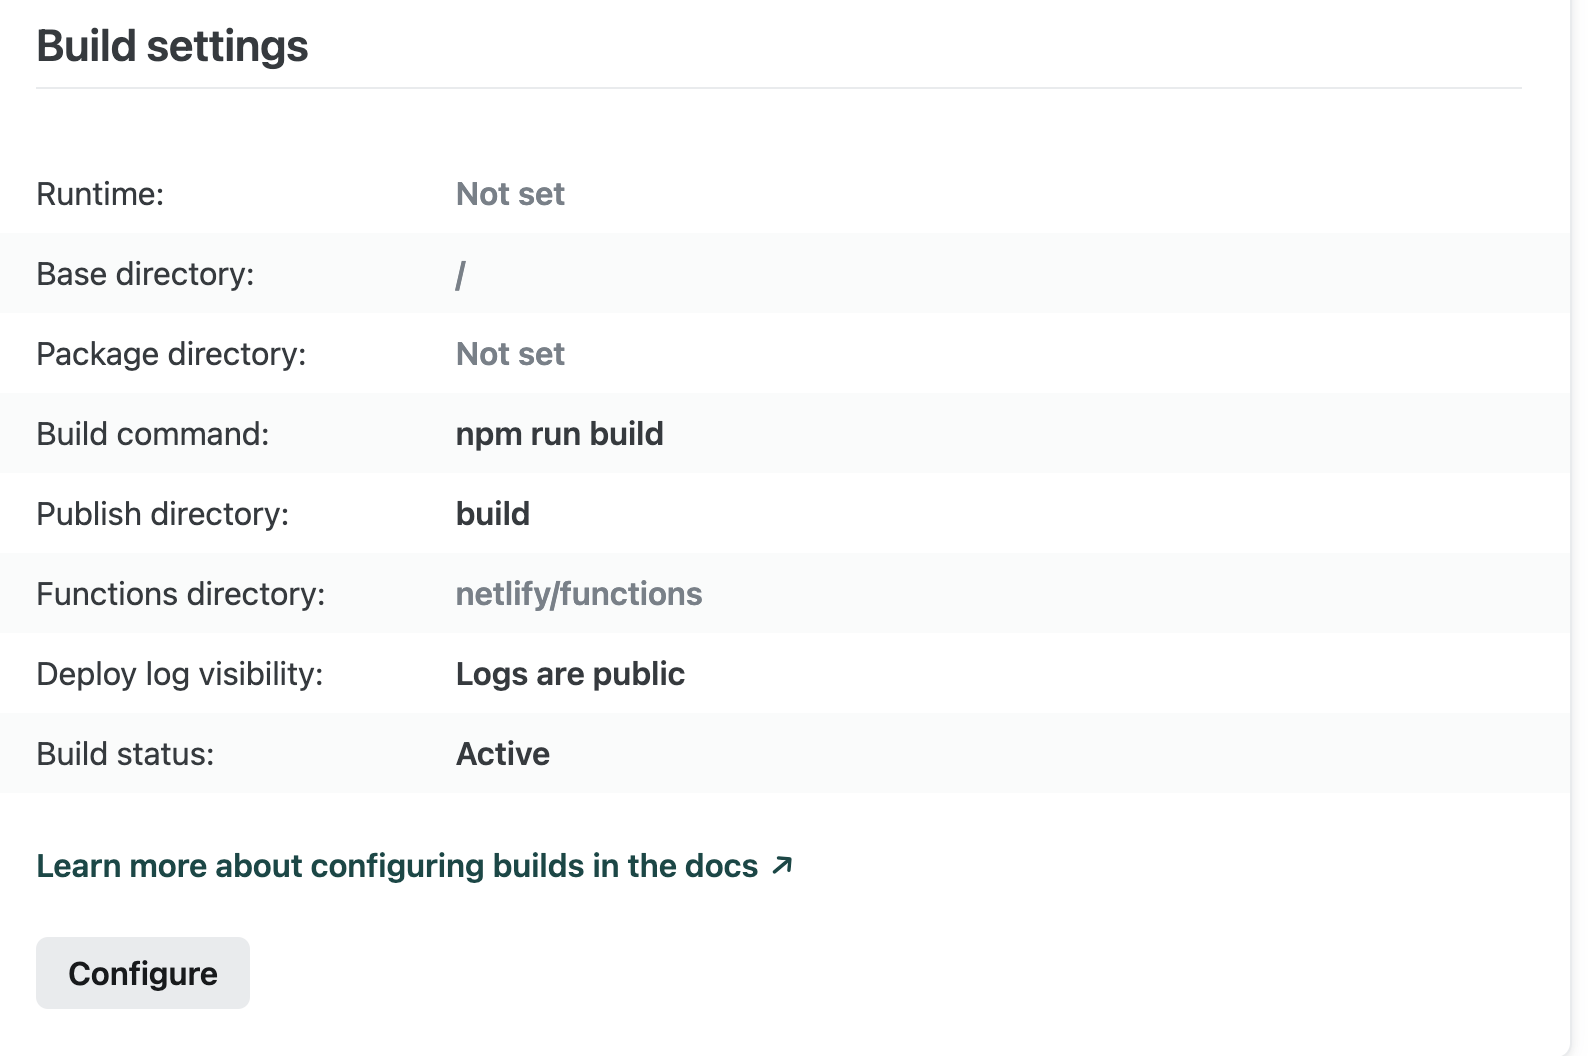 Build settings
Runtime: Not set
Base directory: /
Package directory: Not set
Build command: npm run build
Publish directory: build
Functions directory: netlify/functions
Deploy log visibility: Logs are public
Build status: Active
Learn more about configuring builds in the docs ↗
Configure